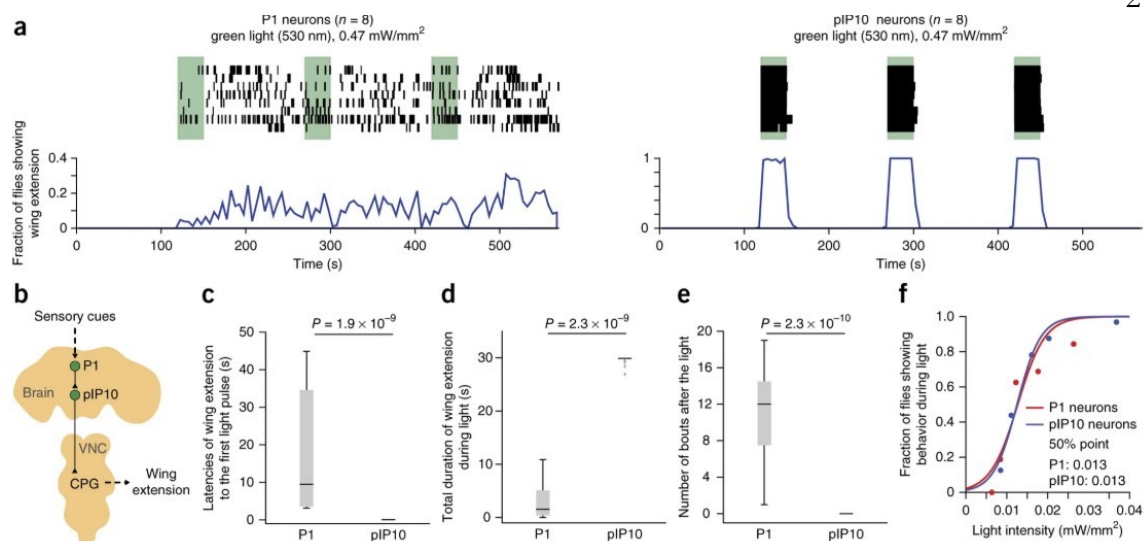 2
a
P1 neurons (n = 8)
green light (530 nm), 0.47 mW/mm²
pIP10 neurons (n = 8)
green light (530 nm), 0.47 mW/mm²
Fraction of flies showing
wing extension
0.4
0.2
0
0 100 200 300 400 500
Time (s)
1
0
0 100 200 300 400 500
Time (s)
b
Sensory cues
P1
Brain
pIP10
VNC
CPG
Wing
extension
c
P = 1.9 × 10⁻⁹
Latencies of wing extension
to the first light pulse (s)
50
40
30
20
10
0
P1 pIP10
d
P = 2.3 × 10⁻⁹
Total duration of wing extension
during light (s)
30
20
10
0
P1 pIP10
e
P = 2.3 × 10⁻¹⁰
Number of bouts after the light
20
16
12
8
4
0
P1 pIP10
f
Fraction of flies showing
behavior during light
1.0
0.8
0.6
0.4
0.2
0
P1 neurons
pIP10 neurons
50% point
P1: 0.013
pIP10: 0.013
0 0.01 0.02 0.03 0.04
Light intensity (mW/mm²)